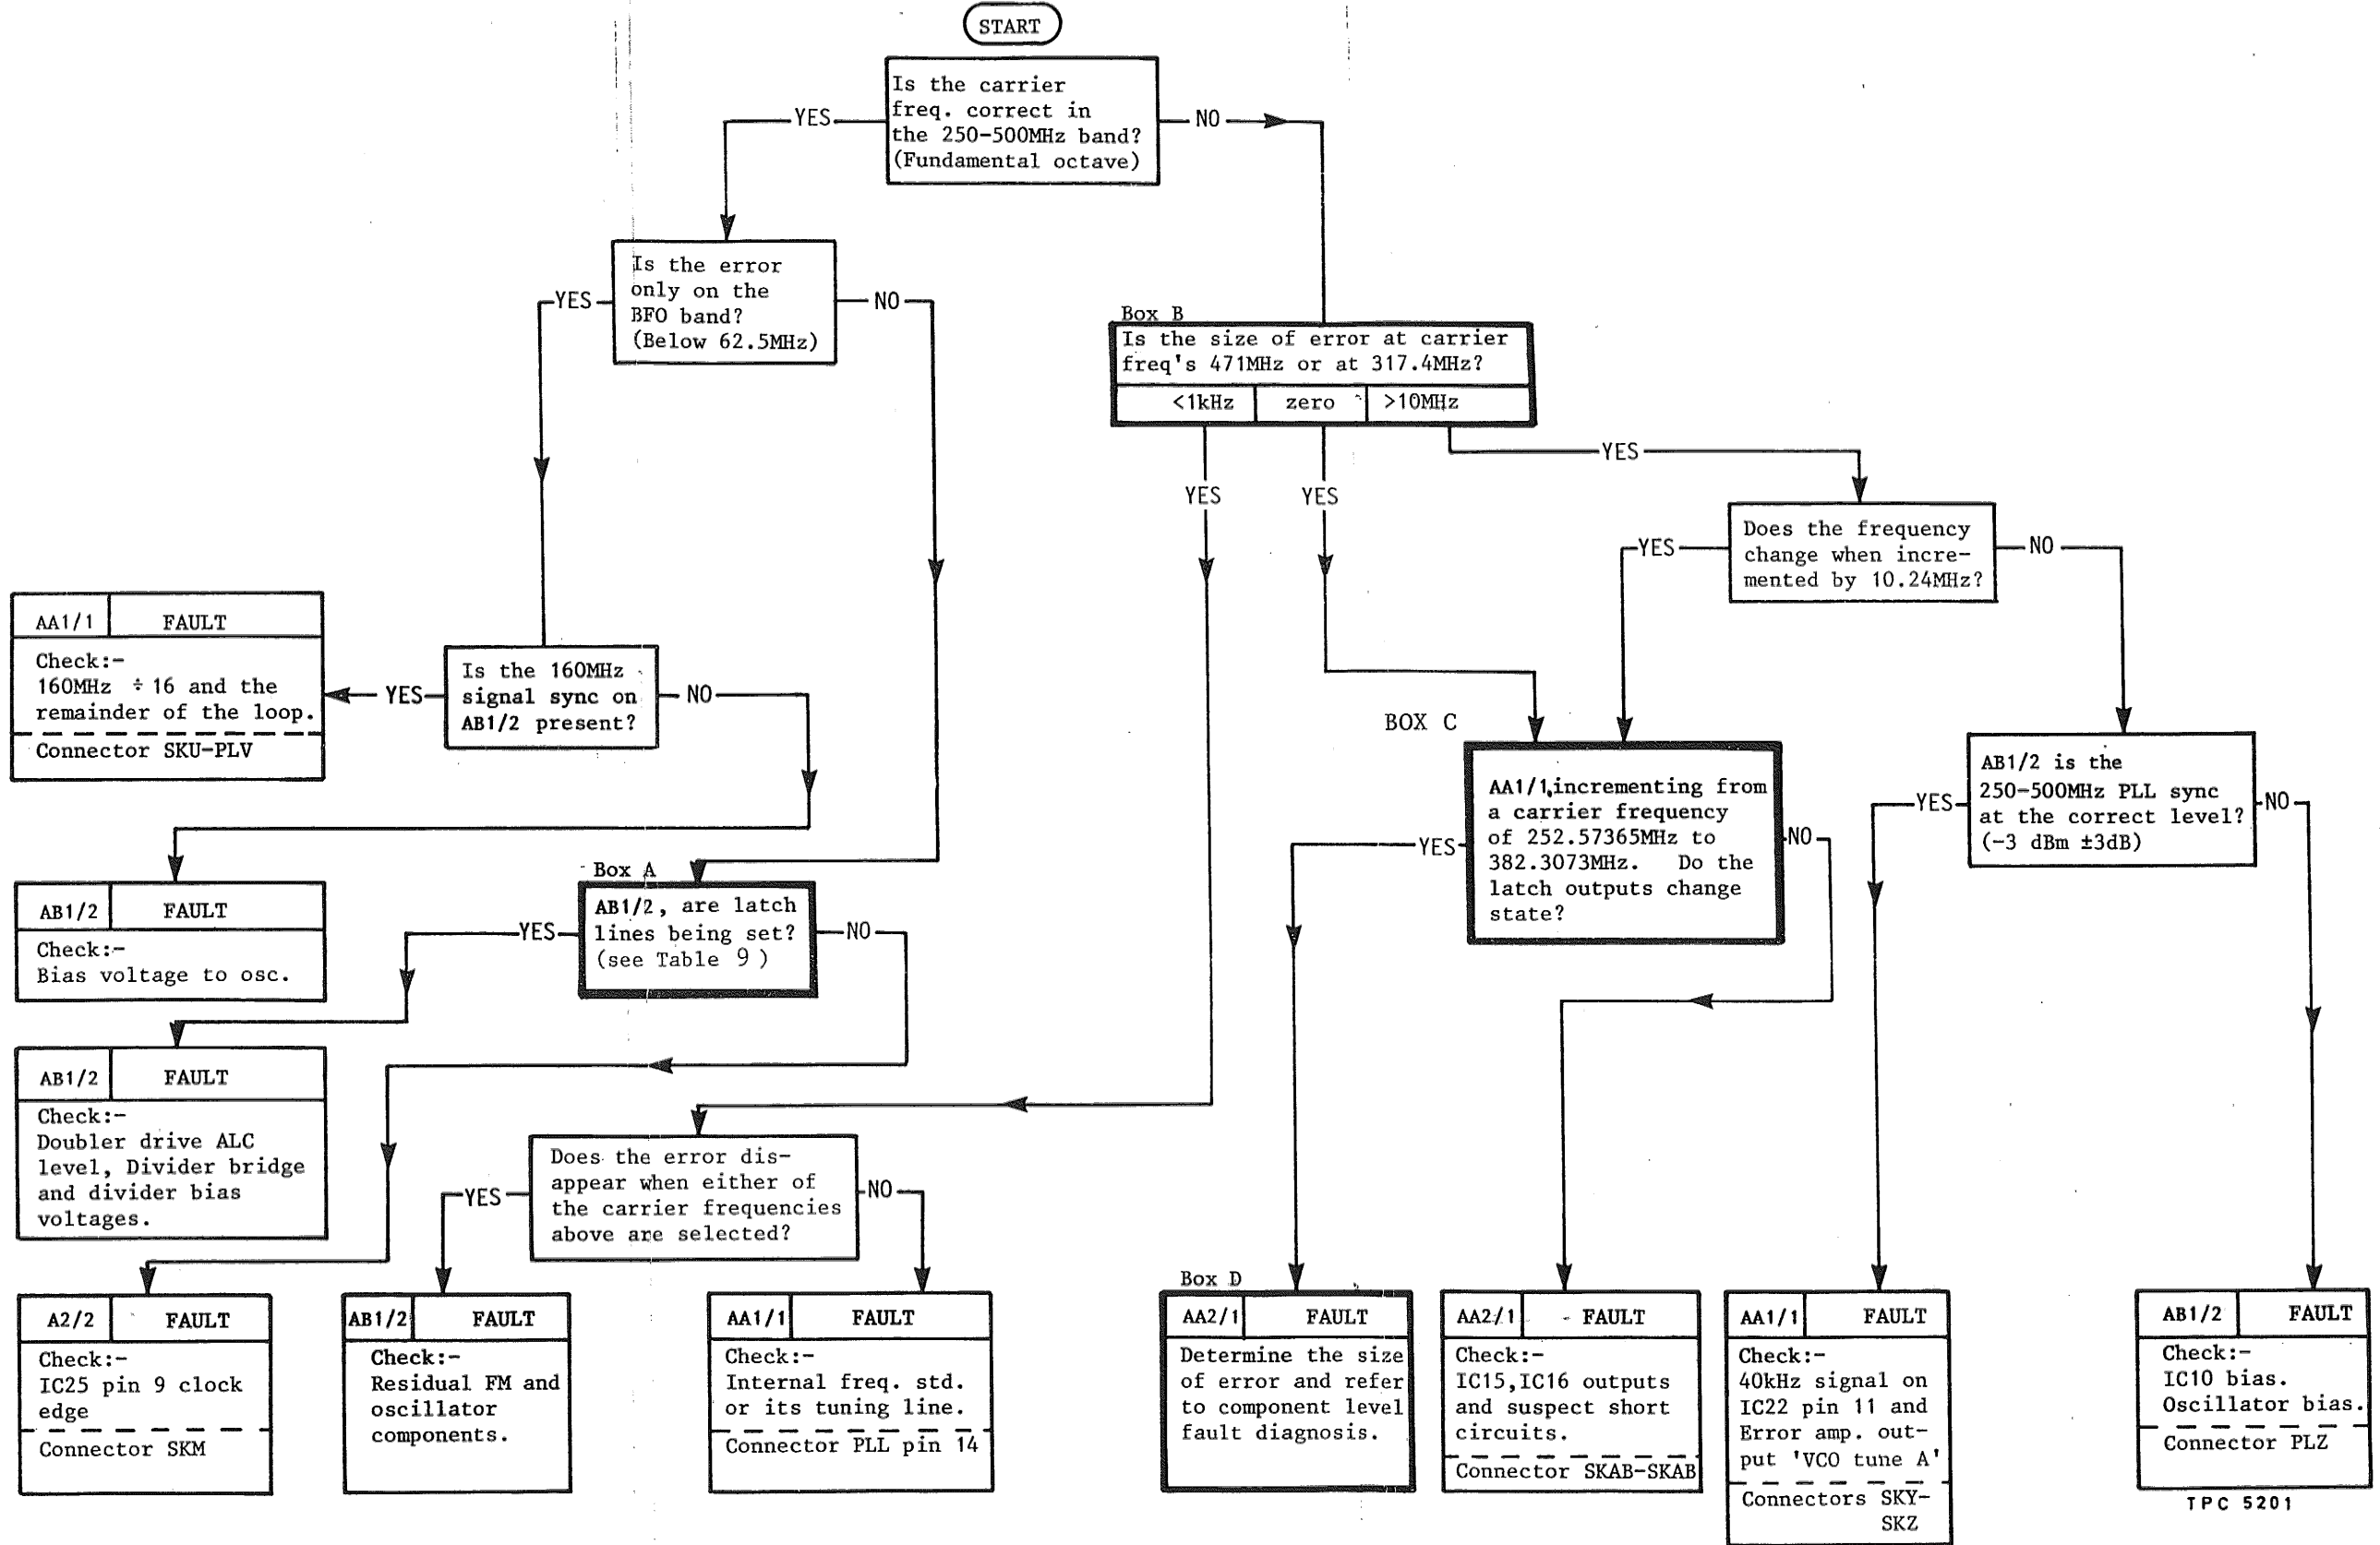 START
Is the carrier
freq. correct in
the 250-500MHz band?
(Fundamental octave)
YES
NO
Is the error
only on the
BFO band?
(Below 62.5MHz)
YES
NO
Box B
Is the size of error at carrier
freq's 471MHz or at 317.4MHz?
<1kHz
zero
>10MHz
YES
YES
YES
Does the frequency
change when incre-
mented by 10.24MHz?
YES
NO
AA1/1
FAULT
Check:-
160MHz ÷ 16 and the
remainder of the loop.
Connector SKU-PLV
Is the 160MHz
signal sync on
AB1/2 present?
YES
NO
BOX C
AA1/1,incrementing from
a carrier frequency
of 252.57365MHz to
382.3073MHz. Do the
latch outputs change
state?
YES
NO
AB1/2 is the
250-500MHz PLL sync
at the correct level?
(-3 dBm ±3dB)
YES
NO
AB1/2
FAULT
Check:-
Bias voltage to osc.
Box A
AB1/2, are latch
lines being set?
(see Table 9 )
YES
NO
AB1/2
FAULT
Check:-
Doubler drive ALC
level, Divider bridge
and divider bias
voltages.
Does the error dis-
appear when either of
the carrier frequencies
above are selected?
YES
NO
A2/2
FAULT
Check:-
IC25 pin 9 clock
edge
Connector SKM
AB1/2
FAULT
Check:-
Residual FM and
oscillator
components.
AA1/1
FAULT
Check:-
Internal freq. std.
or its tuning line.
Connector PLL pin 14
Box D
AA2/1
FAULT
Determine the size
of error and refer
to component level
fault diagnosis.
AA2/1
FAULT
Check:-
IC15,IC16 outputs
and suspect short
circuits.
Connector SKAB-SKAB
AA1/1
FAULT
Check:-
40kHz signal on
IC22 pin 11 and
Error amp. out-
put 'VCO tune A'
Connectors SKY-
SKZ
AB1/2
FAULT
Check:-
IC10 bias.
Oscillator bias.
Connector PLZ
TPC 5201